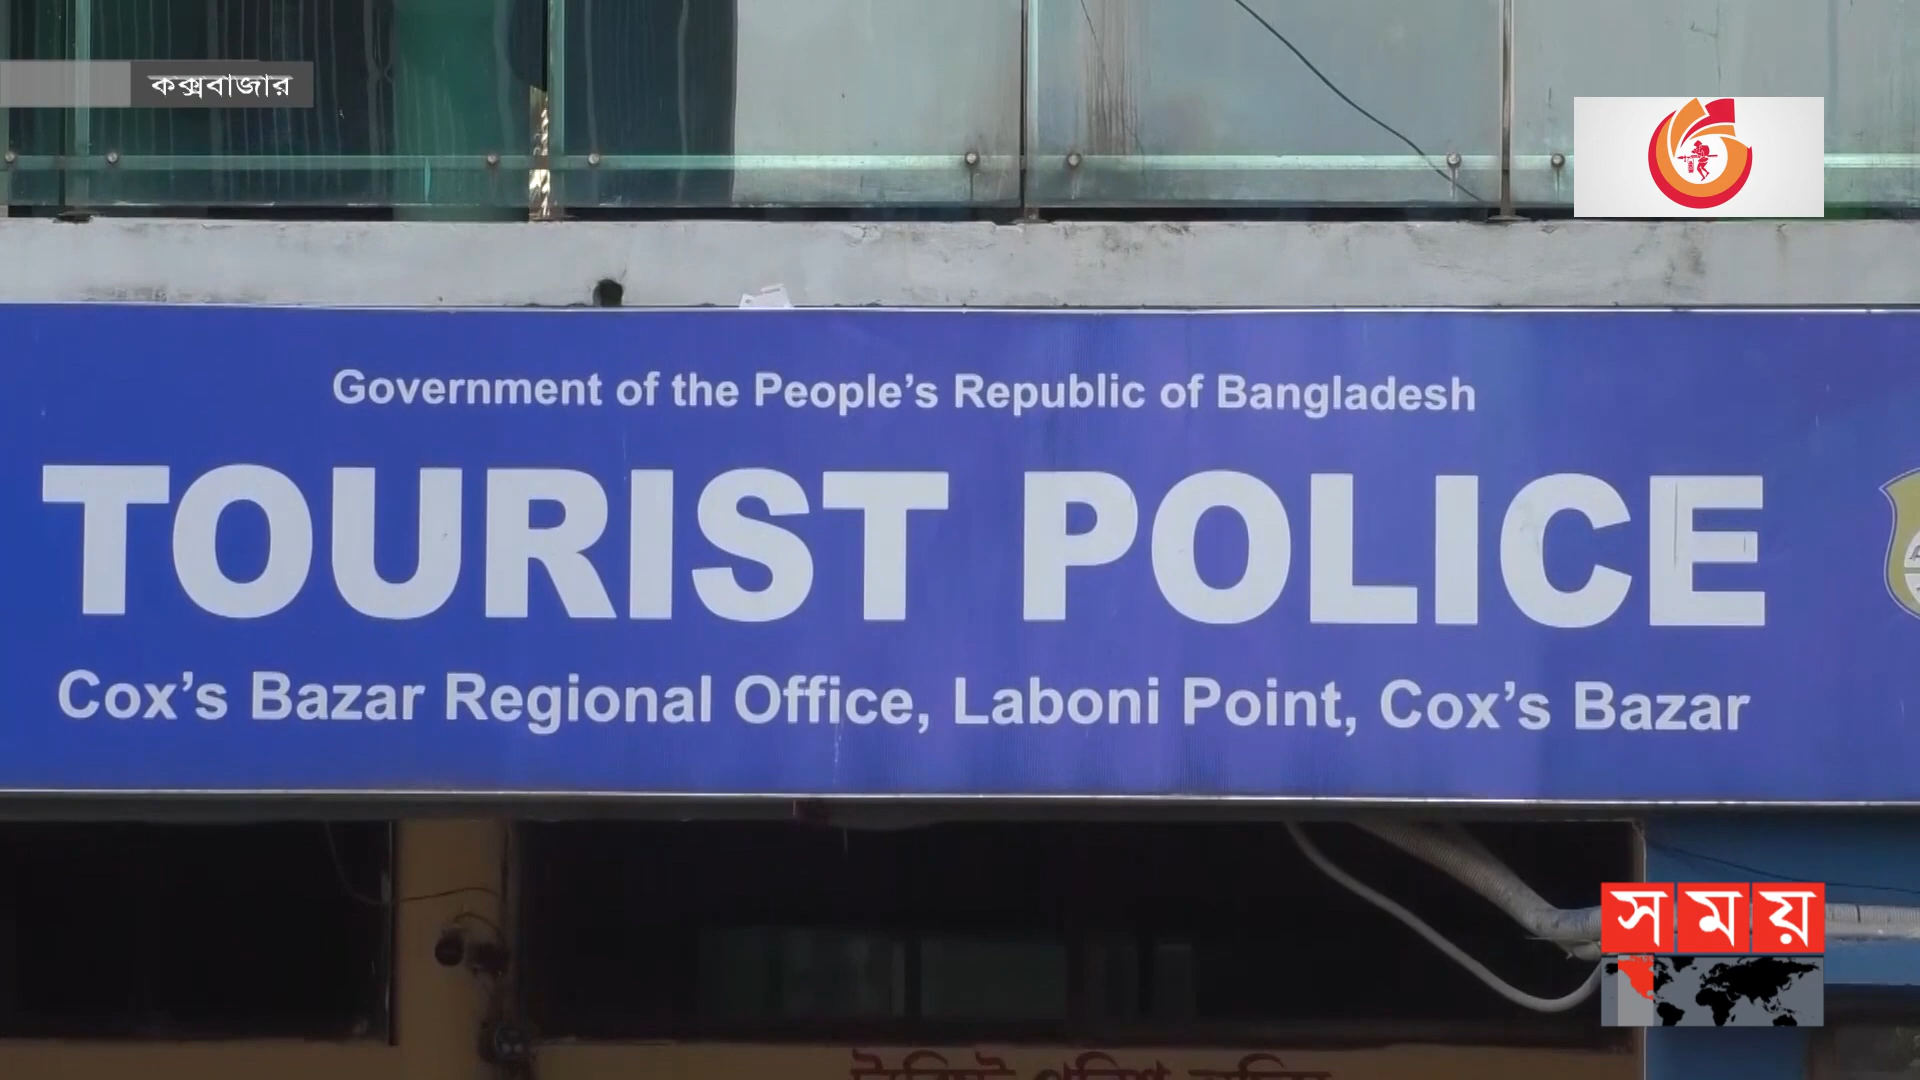 কক্সবাজার
Government of the People's Republic of Bangladesh
TOURIST POLICE
Cox's Bazar Regional Office, Laboni Point, Cox's Bazar
সময়